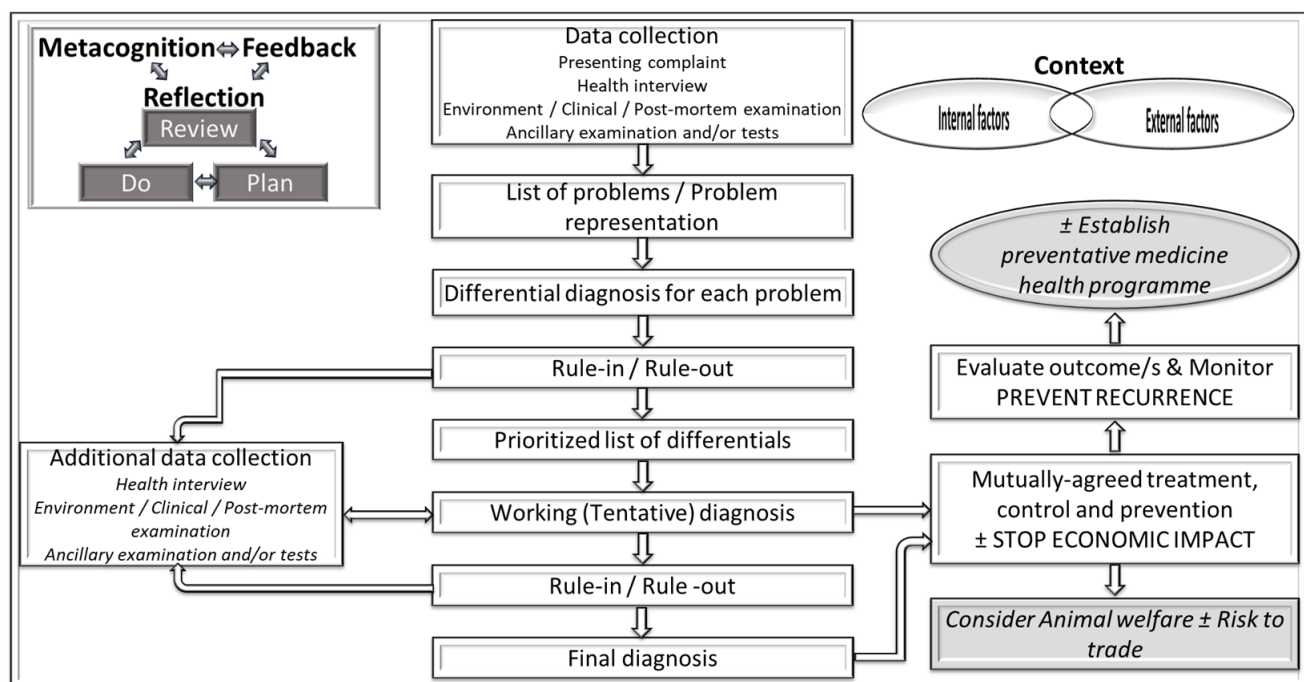 Metacognition⇔Feedback
Reflection
Review
Do
Plan
Data collection
Presenting complaint
Health interview
Environment / Clinical / Post-mortem examination
Ancillary examination and/or tests
Context
Internal factors
External factors
List of problems / Problem
representation
Differential diagnosis for each problem
Rule-in / Rule-out
Prioritized list of differentials
Additional data collection
Health interview
Environment / Clinical / Post-mortem
examination
Ancillary examination and/or tests
Working (Tentative) diagnosis
Rule-in / Rule -out
Final diagnosis
± Establish
preventative medicine
health programme
Evaluate outcome/s & Monitor
PREVENT RECURRENCE
Mutually-agreed treatment,
control and prevention
± STOP ECONOMIC IMPACT
Consider Animal welfare ± Risk to
trade